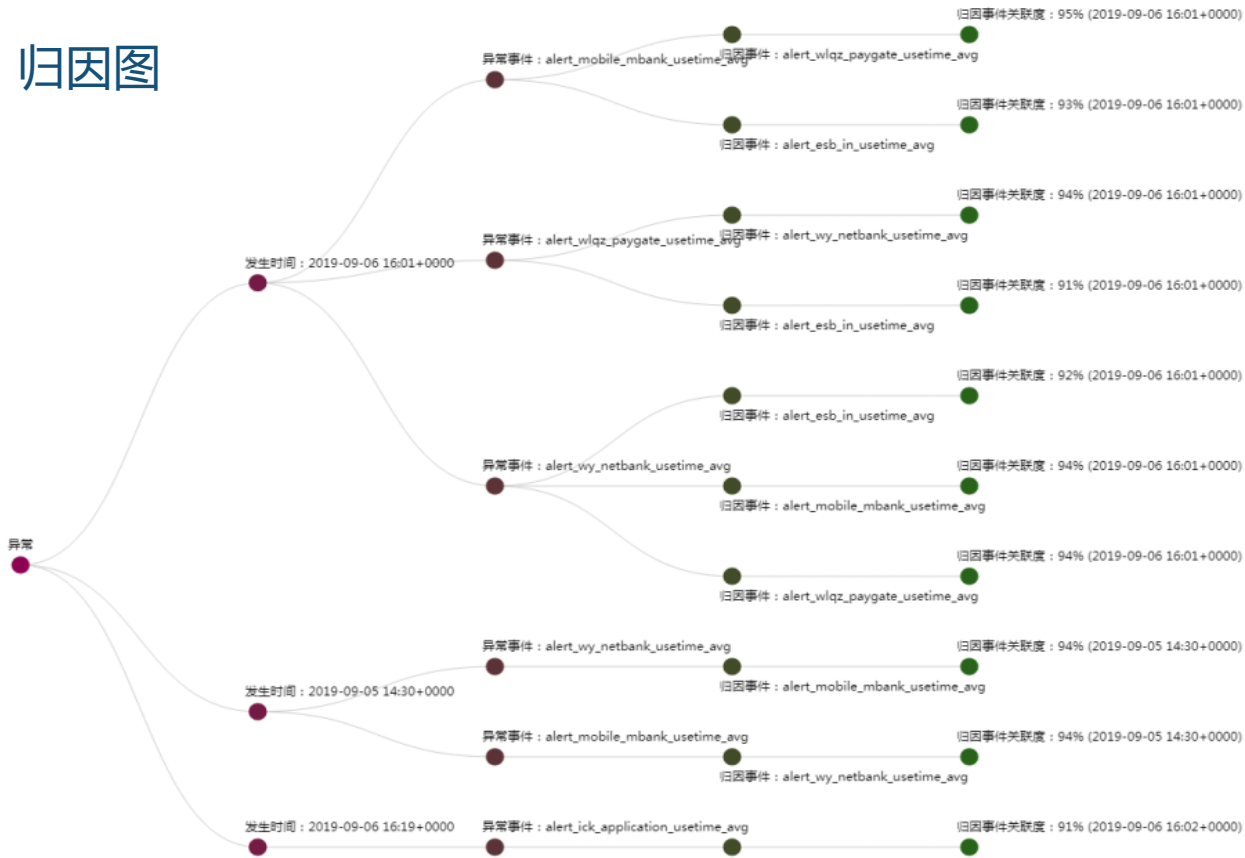 归因图
归因事件关联度：95% (2019-09-06 16:01+0000)
异常事件：alert_mobile_mbank_usetime_avg
归因事件：alert_wlqz_paygate_usetime_avg
归因事件关联度：93% (2019-09-06 16:01+0000)
归因事件：alert_esb_in_usetime_avg
归因事件关联度：94% (2019-09-06 16:01+0000)
异常事件：alert_wlqz_paygate_usetime_avg
归因事件：alert_wy_netbank_usetime_avg
发生时间：2019-09-06 16:01+0000
归因事件关联度：91% (2019-09-06 16:01+0000)
归因事件：alert_esb_in_usetime_avg
归因事件关联度：92% (2019-09-06 16:01+0000)
归因事件：alert_esb_in_usetime_avg
异常事件：alert_wy_netbank_usetime_avg
归因事件关联度：94% (2019-09-06 16:01+0000)
归因事件：alert_mobile_mbank_usetime_avg
异常
归因事件关联度：94% (2019-09-06 16:01+0000)
归因事件：alert_wlqz_paygate_usetime_avg
异常事件：alert_wy_netbank_usetime_avg
归因事件关联度：94% (2019-09-05 14:30+0000)
归因事件：alert_mobile_mbank_usetime_avg
发生时间：2019-09-05 14:30+0000
异常事件：alert_mobile_mbank_usetime_avg
归因事件关联度：94% (2019-09-05 14:30+0000)
归因事件：alert_wy_netbank_usetime_avg
发生时间：2019-09-06 16:19+0000
异常事件：alert_ick_application_usetime_avg
归因事件关联度：91% (2019-09-06 16:02+0000)